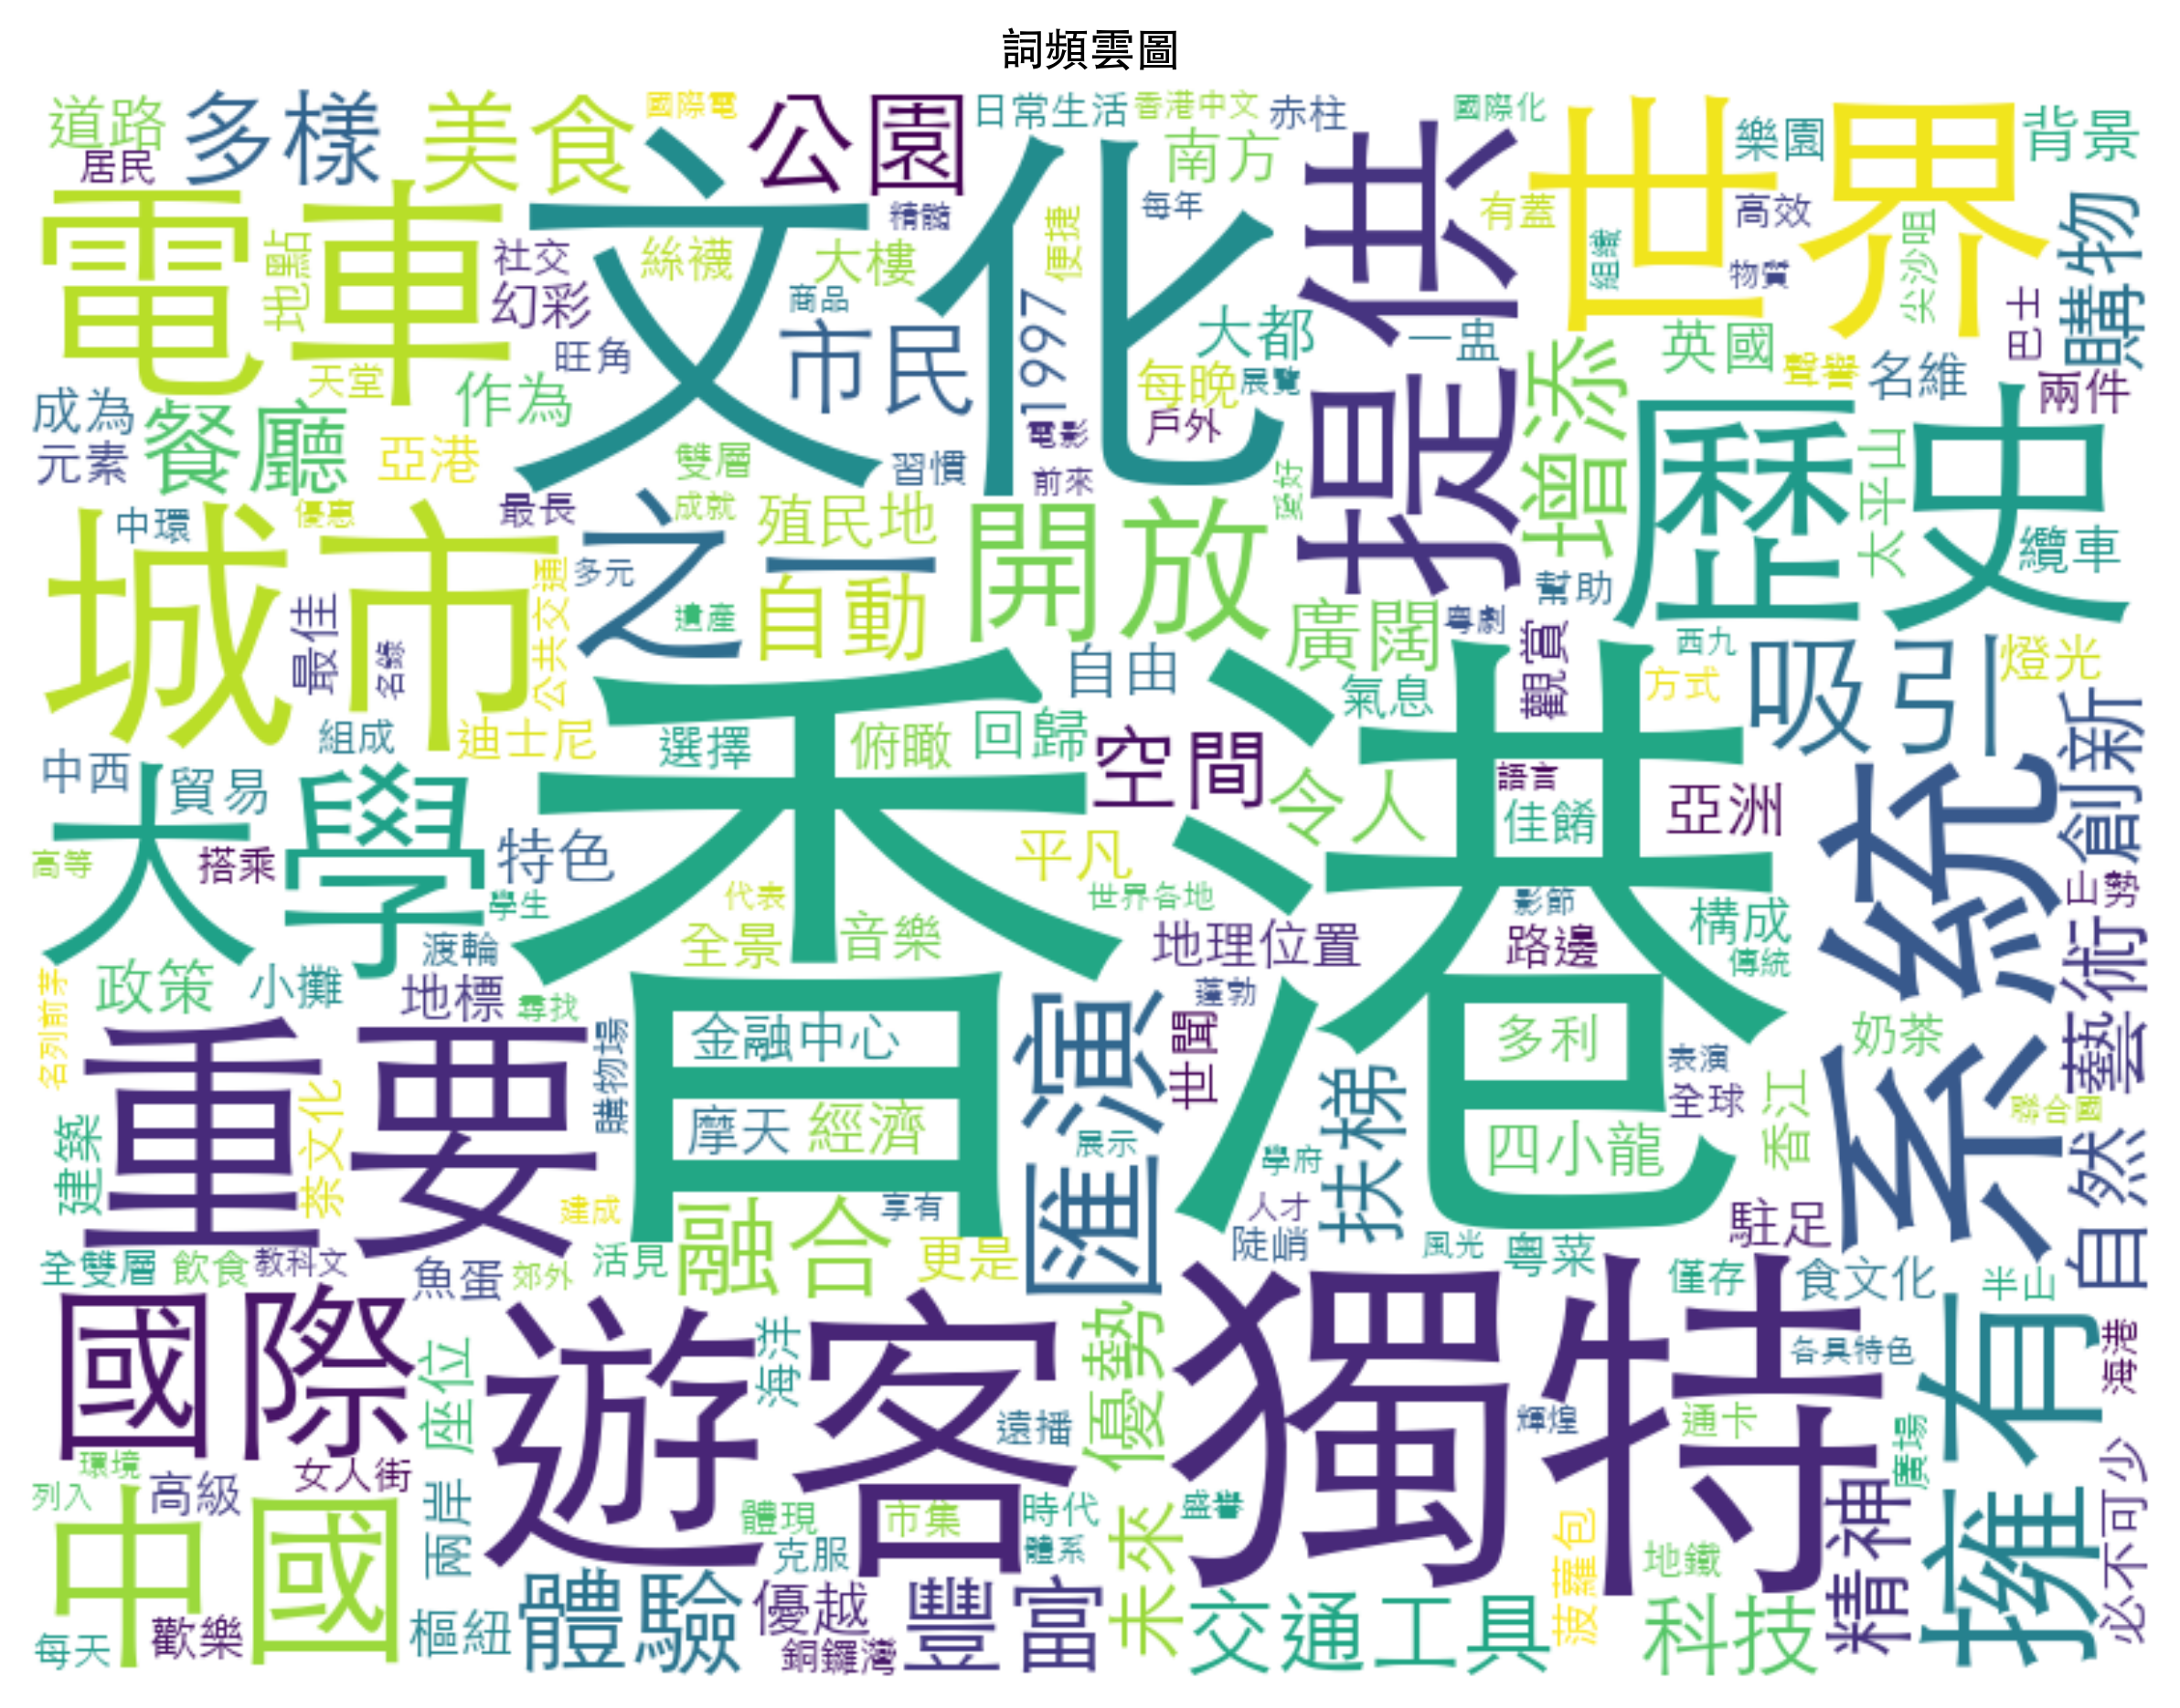 詞頻雲圖
道路
多樣
美食
國際電
公園
日常生活
香港中文
赤柱
國際化
樂園
背景
居民
南方
提供
世界
電車
文化
精髓
便捷
每年
有蓋
高效
購物
地點
社交
絲襪
大樓
組織
物質
尖沙咀
幻彩
商品
1997
大都
一盅
英國
巴士
旺角
市民
天堂
作為
每晚
展覽
增添
聲譽
名維
兩件
成為
餐廳
電影
戶外
歷史
元素
亞港
雙層
習慣
前來
愛好
太平山
中環
優惠
最長
成就
殖民地
開放
纜車
城市
之一
多元
自動
幫助
最佳
名錄
公共交通
遺產
廣闊
粵劇
觀賞
西九
吸引
燈光
自由
香港
方式
氣息
組成
迪士尼
選擇
俯瞰
回歸
空間
創新
中西
貿易
令人
語言
佳餚
亞洲
系統
大學
高等
搭乘
特色
平凡
學生
代表
世界各地
影節
山勢
渡輪
全景
音樂
地理位置
路邊
構成
傳統
藝術
名列前茅
政策
小攤
地標
尋找
蓬勃
重要
購物場
金融中心
匯演
世聞
多利
奶茶
表演
茶文化
摩天
經濟
展示
扶梯
全球
香江
聯合國
建築
學府
四小龍
自然
建成
融合
享有
人才
駐足
全雙層
飲食
教科文
魚蛋
郊外
活見
更是
陡峭
風光
粵菜
僅存
食文化
半山
國際
遊客
獨特
擁有
座位
海洋
優勢
各具特色
海港
遠播
輝煌
通卡
廣場
環境
女人街
列入
高級
中國
兩岸
體現
市集
時代
盛譽
未來
精神
必不可少
克服
體系
菠蘿包
地鐵
每天
歡樂
樞紐
體驗
優越
銅鑼灣
豐富
交通工具
科技